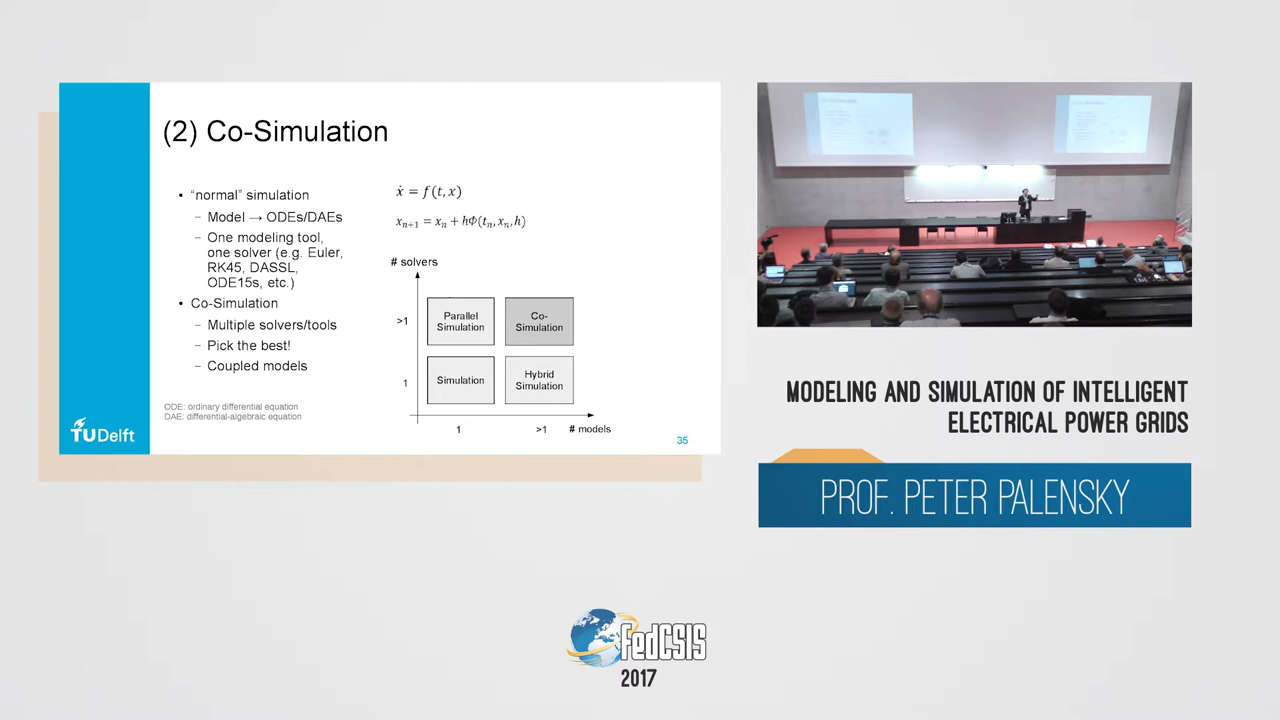 (2) Co-Simulation
• “normal” simulation
– Model → ODEs/DAEs
– One modeling tool,
one solver (e.g. Euler,
RK45, DASSL,
ODE15s, etc.)
• Co-Simulation
– Multiple solvers/tools
– Pick the best!
– Coupled models
ODE: ordinary differential equation
DAE: differential-algebraic equation
ẋ = f(t, x)
xₙ₊₁ = xₙ + hΦ(tₙ, xₙ, h)
# solvers
>1
Parallel
Simulation
Co-
Simulation
1
Simulation
Hybrid
Simulation
1
>1
# models
TUDelft
35
MODELING AND SIMULATION OF INTELLIGENT
ELECTRICAL POWER GRIDS
PROF. PETER PALENSKY
FedCSIS
2017